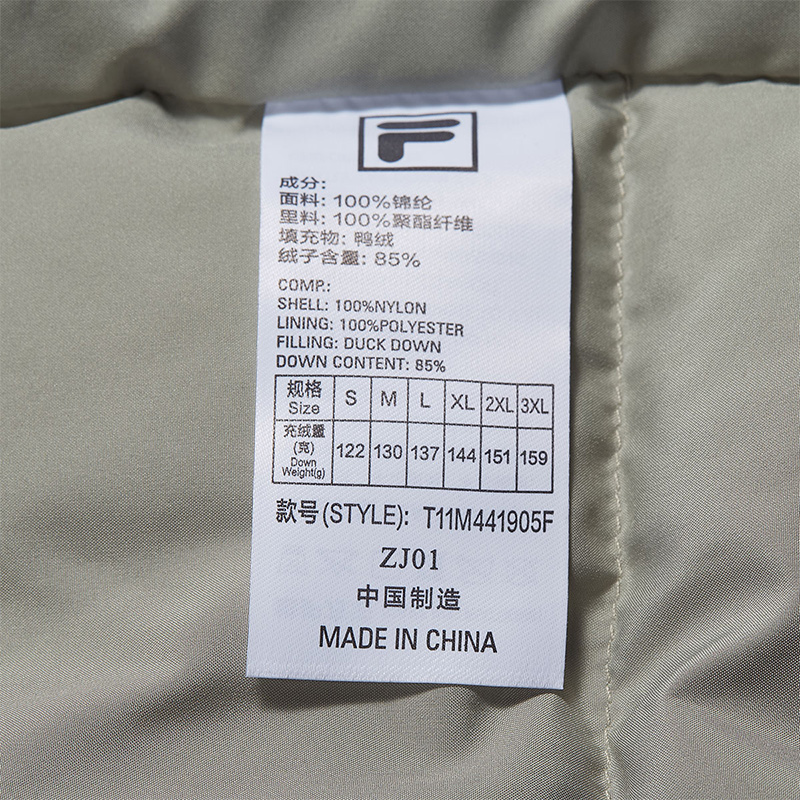 F
成分:
面料: 100%锦纶
里料: 100%聚酯纤维
填充物: 鸭绒
绒子含量: 85%
COMP.:
SHELL: 100%NYLON
LINING: 100%POLYESTER
FILLING: DUCK DOWN
DOWN CONTENT: 85%
规格 Size S M L XL 2XL 3XL
充绒量 (克) Down Weight(g) 122 130 137 144 151 159
款号(STYLE): T11M441905F
ZJ01
中国制造
MADE IN CHINA